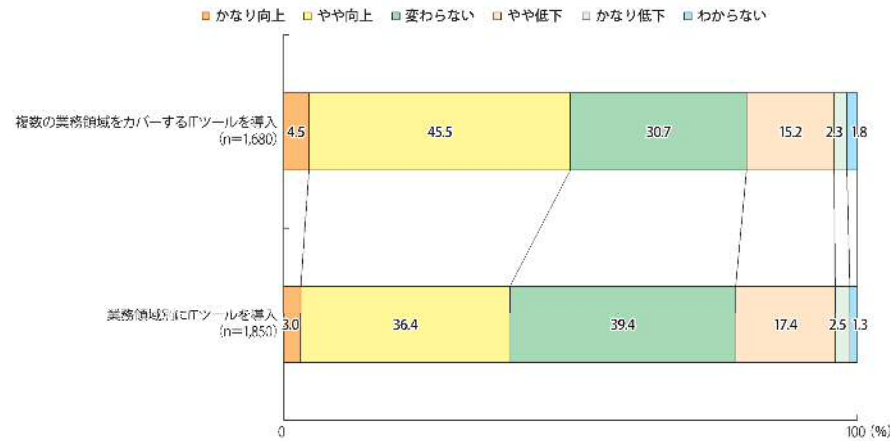 かなり向上 やや向上 変わらない やや低下 かなり低下 わからない
複数の業務領域をカバーするITツールを導入
(n=1,680)
4.5 45.5 30.7 15.2 2.3 1.8
業務領域別にITツールを導入
(n=1,850)
3.0 36.4 39.4 17.4 2.5 1.3
0 100 (%)